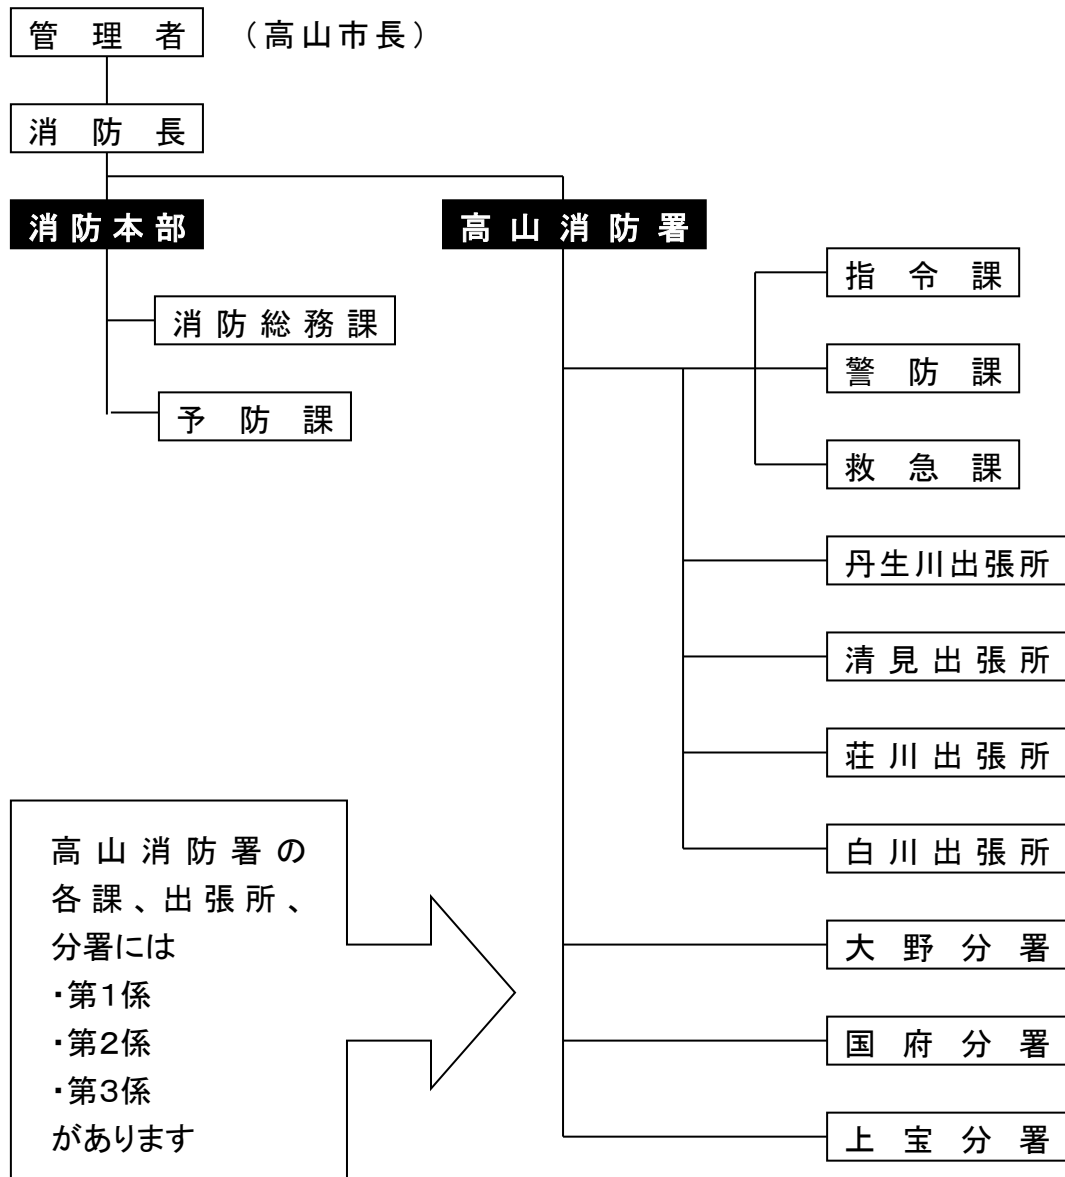 管理者 （高山市長）
消防長
消防本部
高山消防署
指令課
消防総務課
警防課
予防課
救急課
丹生川出張所
清見出張所
荘川出張所
白川出張所
大野分署
国府分署
上宝分署
高山消防署の
各課、出張所、
分署には
・第１係
・第２係
・第３係
があります